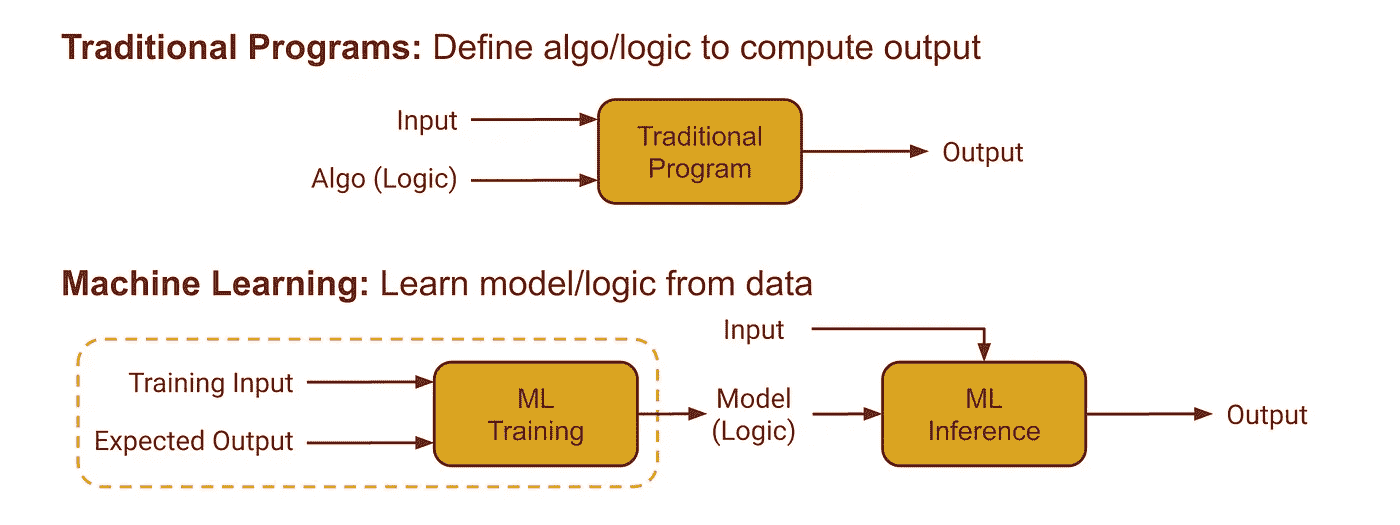 Traditional Programs: Define algo/logic to compute output
Input
Algo (Logic)
Traditional
Program
Output
Machine Learning: Learn model/logic from data
Training Input
Expected Output
ML
Training
Model
(Logic)
Input
ML
Inference
Output